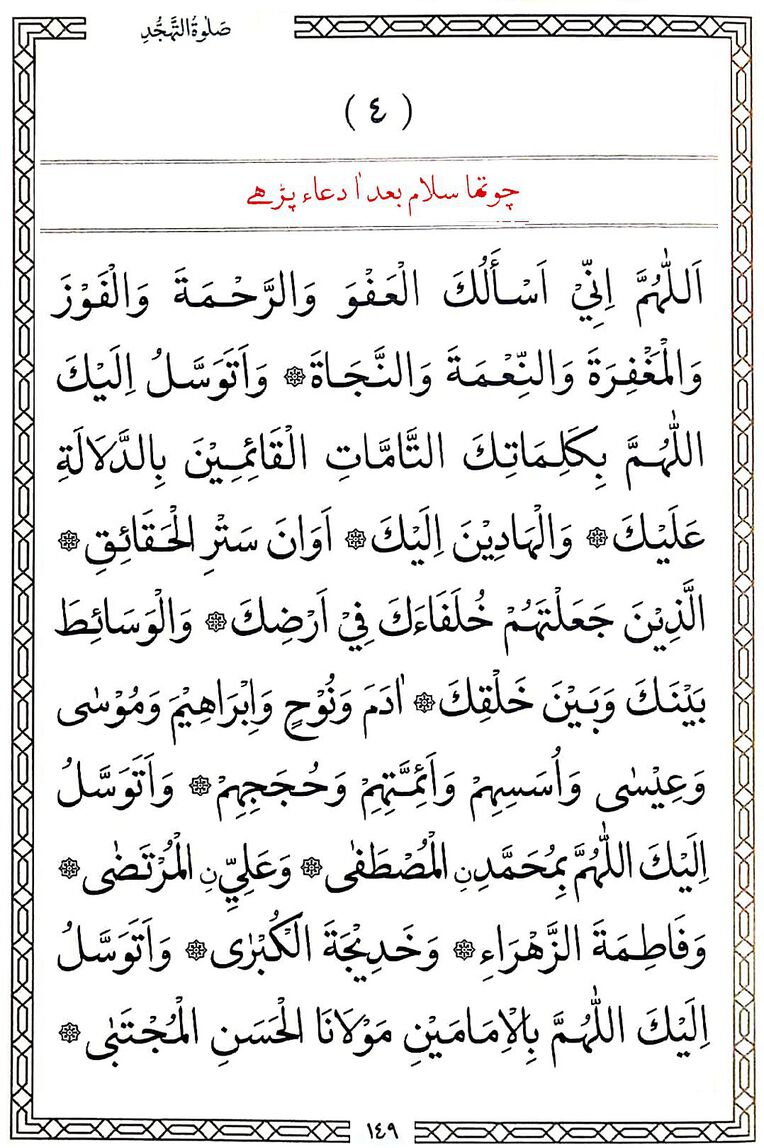 صَلٰوةُ التَّهَجُّدِ
(٤)
چوتھا سلام بعد اٰ دعاء پڑھے
اَللّٰهُمَّ اِنِّيْ اَسْأَلُكَ الْعَفْوَ وَالرَّحْمَةَ وَالْفَوْزَ
وَالْمَغْفِرَةَ وَالنِّعْمَةَ وَالنَّجَاةَ ۞ وَاَتَوَسَّلُ اِلَيْكَ
اللّٰهُمَّ بِكَلِمَاتِكَ التَّامَّاتِ الْقَائِمِيْنَ بِالدَّلَالَةِ
عَلَيْكَ ۞ وَالْهَادِيْنَ اِلَيْكَ ۞ اَوَانَ سَتْرِ الْحَقَائِقِ ۞
الَّذِيْنَ جَعَلْتَهُمْ خُلَفَاءَكَ فِيْ اَرْضِكَ ۞ وَالْوَسَائِطَ
بَيْنَكَ وَبَيْنَ خَلْقِكَ ۞ اٰدَمَ وَنُوْحٍ وَاِبْرَاهِيْمَ وَمُوْسٰى
وَعِيْسٰى وَاُسَسِهِمْ وَاَئِمَّتِهِمْ وَحُجَجِهِمْ ۞ وَاَتَوَسَّلُ
اِلَيْكَ اللّٰهُمَّ بِمُحَمَّدِنِ الْمُصْطَفٰى ۞ وَعَلِيِّنِ الْمُرْتَضٰى ۞
وَفَاطِمَةَ الزَّهْرَاءِ ۞ وَخَدِيْجَةَ الْكُبْرٰى ۞ وَاَتَوَسَّلُ
اِلَيْكَ اللّٰهُمَّ بِالْاِمَامَيْنِ مَوْلَانَا الْحَسَنِ الْمُجْتَبٰى ۞
١٤٩